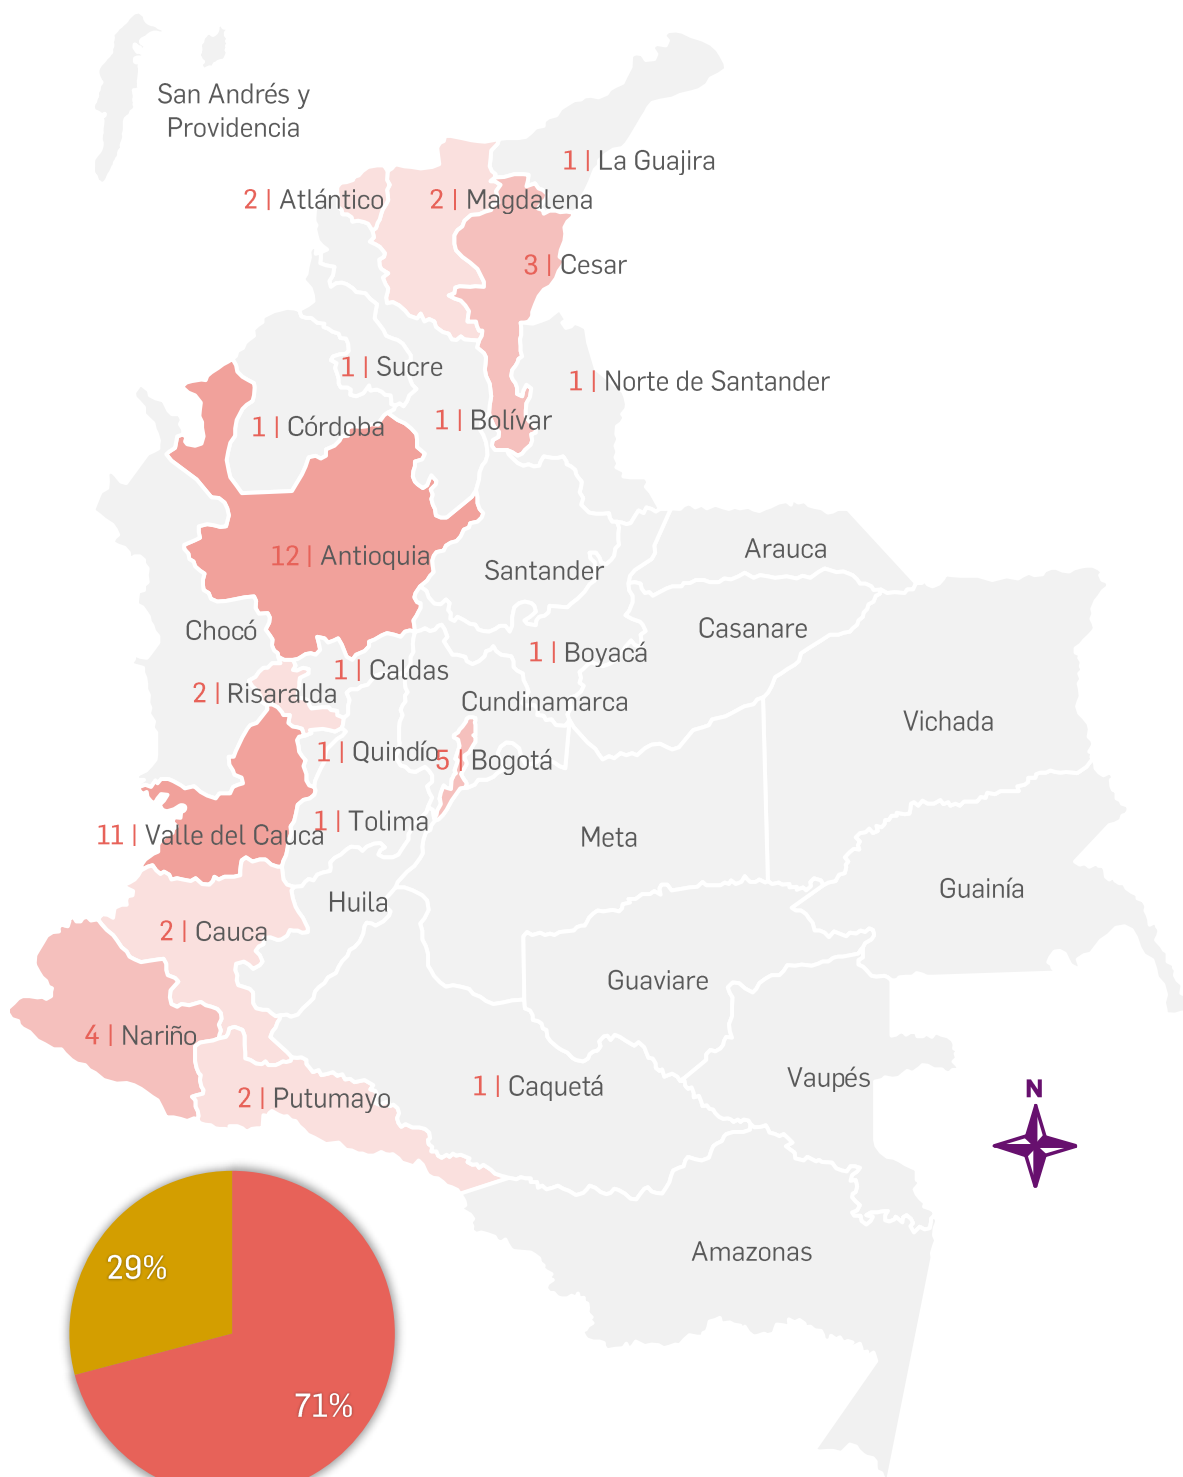 San Andrés y
Providencia
1 | La Guajira
2 | Atlántico
2 | Magdalena
3 | Cesar
1 | Sucre
1 | Norte de Santander
1 | Córdoba
1 | Bolívar
12 | Antioquia
Santander
Arauca
Chocó
Casanare
1 | Boyacá
1 | Caldas
2 | Risaralda
Cundinamarca
Vichada
1 | Quindío
5 | Bogotá
1 | Tolima
11 | Valle del Cauca
Meta
Guainía
Huila
2 | Cauca
Guaviare
4 | Nariño
Vaupés
1 | Caquetá
2 | Putumayo
N
Amazonas
29%
71%